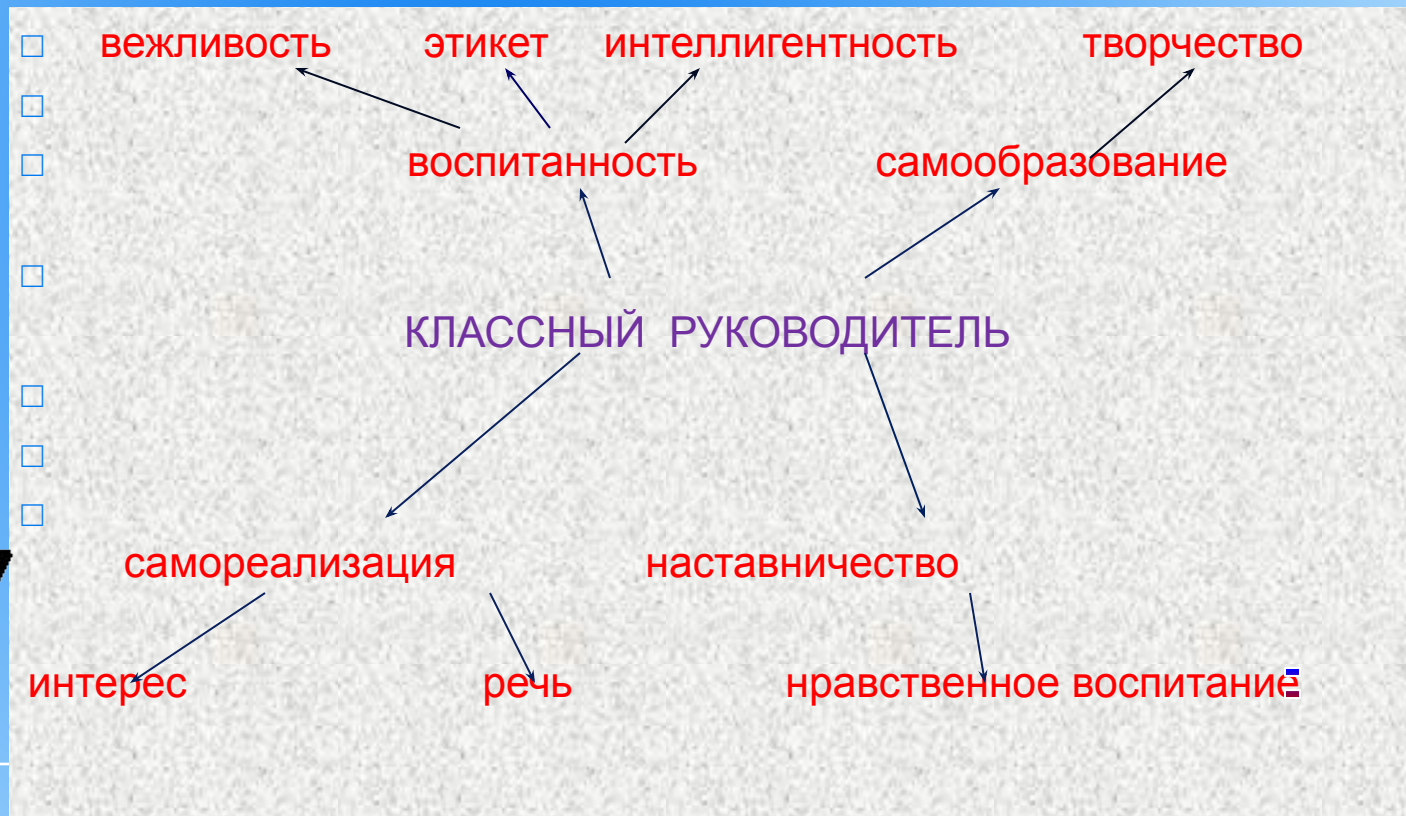 вежливость этикет интеллигентность творчество
воспитанность самообразование
КЛАССНЫЙ РУКОВОДИТЕЛЬ
самореализация наставничество
интерес речь нравственное воспитание